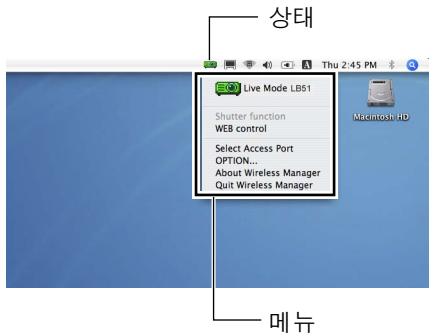 상태
Thu 2:45 PM
Live Mode LB51
Macintosh HD
Shutter function
WEB control
Select Access Port
OPTION...
About Wireless Manager
Quit Wireless Manager
메뉴